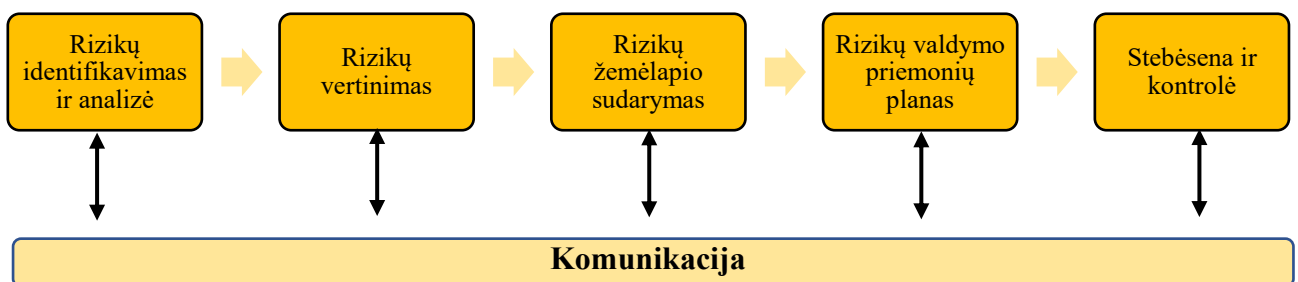 Rizikų
identifikavimas
ir analizė
Rizikų
vertinimas
Rizikų
žemėlapio
sudarymas
Rizikų valdymo
priemonių
planas
Stebėsena ir
kontrolė
Komunikacija